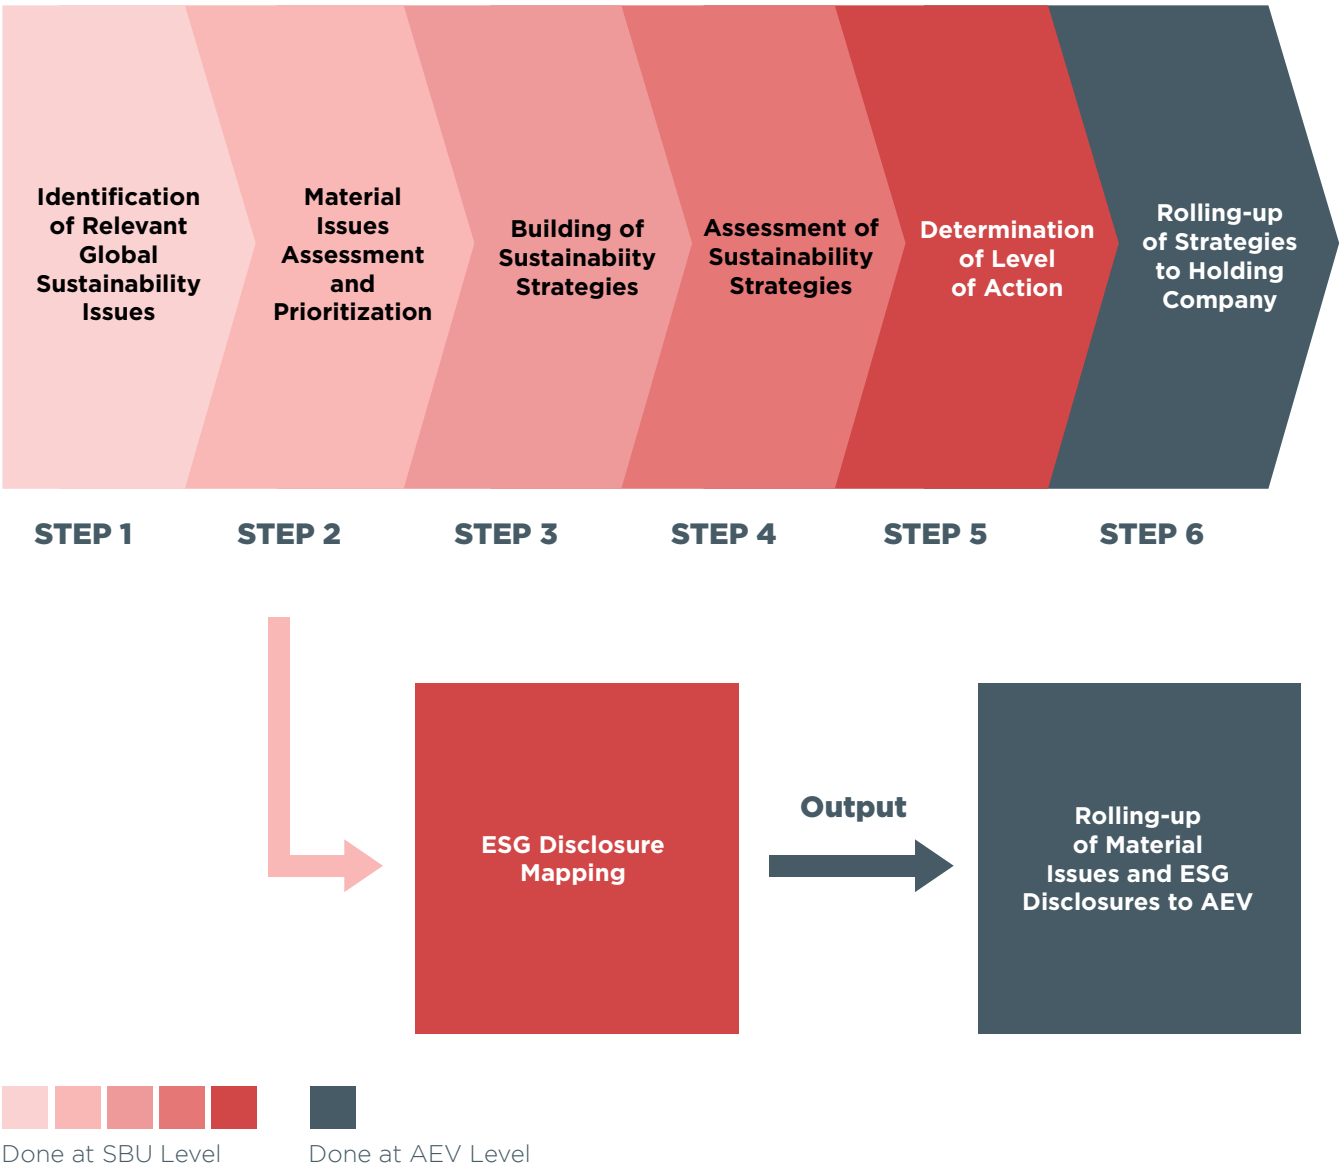 Identification
of Relevant
Global
Sustainability
Issues
Material
Issues
Assessment
and
Prioritization
Building of
Sustainabiity
Strategies
Assessment of
Sustainability
Strategies
Determination
of Level
of Action
Rolling-up
of Strategies
to Holding
Company
STEP 1
STEP 2
STEP 3
STEP 4
STEP 5
STEP 6
ESG Disclosure
Mapping
Output
Rolling-up
of Material
Issues and ESG
Disclosures to AEV
Done at SBU Level
Done at AEV Level